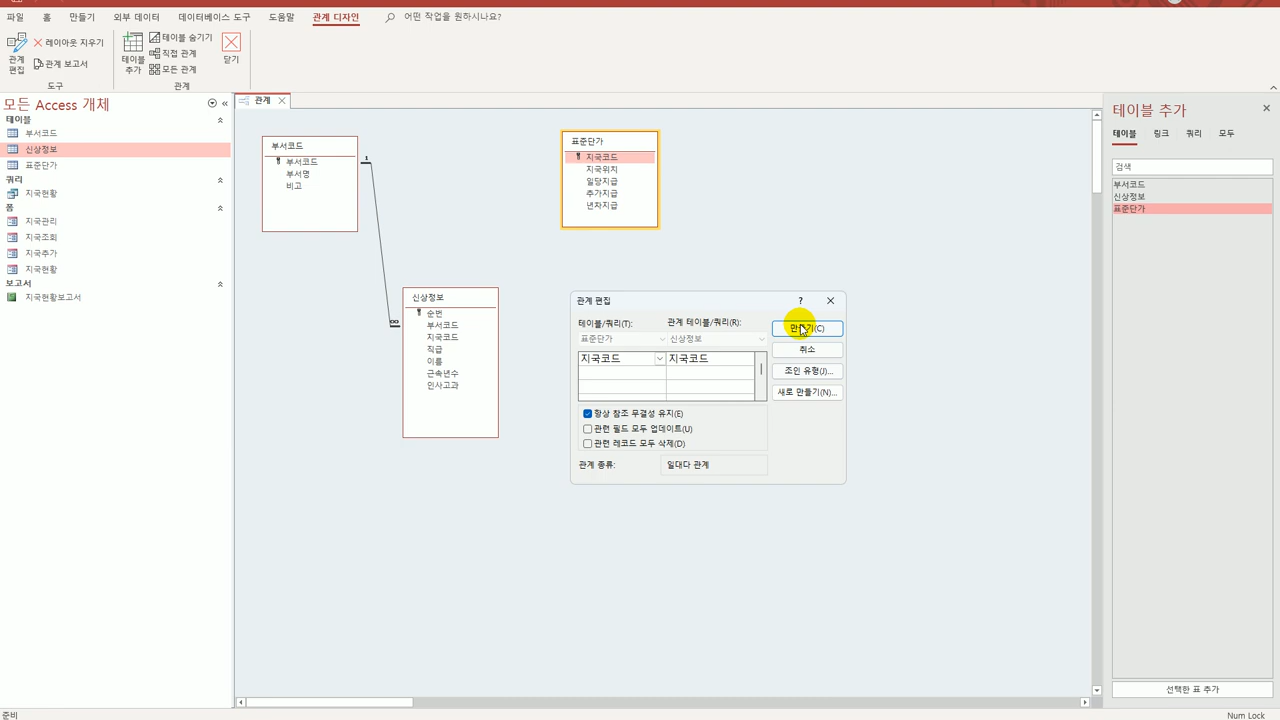 파일 홈 만들기 외부 데이터 데이터베이스 도구 도움말 관계 디자인 어떤 작업을 원하시나요?
관계 편집
레이아웃 지우기
관계 보고서
도구
테이블 추가
테이블 숨기기
직접 관계
모든 관계
관계
닫기
모든 Access 개체
테이블
부서코드
신상정보
표준단가
쿼리
지국현황
폼
지국관리
지국조회
지국추가
지국현황
보고서
지국현황보고서
관계
부서코드
부서코드
부서명
비고
1
∞
신상정보
순번
부서코드
지국코드
직급
이름
근속년수
인사고과
표준단가
지국코드
지국위치
일당지급
추가지급
년차지급
관계 편집 ?
테이블/쿼리(T): 관계 테이블/쿼리(R):
표준단가 신상정보
지국코드 지국코드
만들기(C)
취소
조인 유형(J)...
새로 만들기(N)...
항상 참조 무결성 유지(E)
관련 필드 모두 업데이트(U)
관련 레코드 모두 삭제(D)
관계 종류: 일대다 관계
테이블 추가
테이블 링크 쿼리 모두
검색
부서코드
신상정보
표준단가
선택한 표 추가
준비 Num Lock